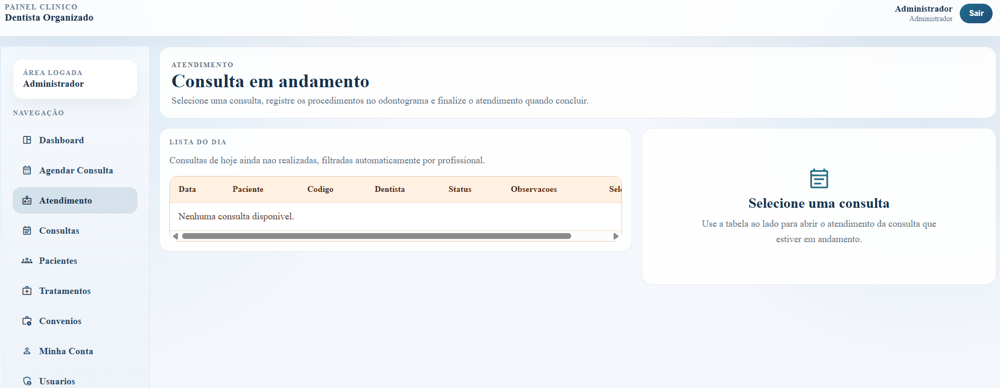 PAINEL CLINICO
Dentista Organizado
Administrador
Administrador
Sair
ÁREA LOGADA
Administrador
NAVEGAÇÃO
Dashboard
Agendar Consulta
Atendimento
Consultas
Pacientes
Tratamentos
Convenios
Minha Conta
Usuarios
ATENDIMENTO
Consulta em andamento
Selecione uma consulta, registre os procedimentos no odontograma e finalize o atendimento quando concluir.
LISTA DO DIA
Consultas de hoje ainda nao realizadas, filtradas automaticamente por profissional.
Data Paciente Codigo Dentista Status Observacoes
Nenhuma consulta disponivel.
Selecione uma consulta
Use a tabela ao lado para abrir o atendimento da consulta que
estiver em andamento.